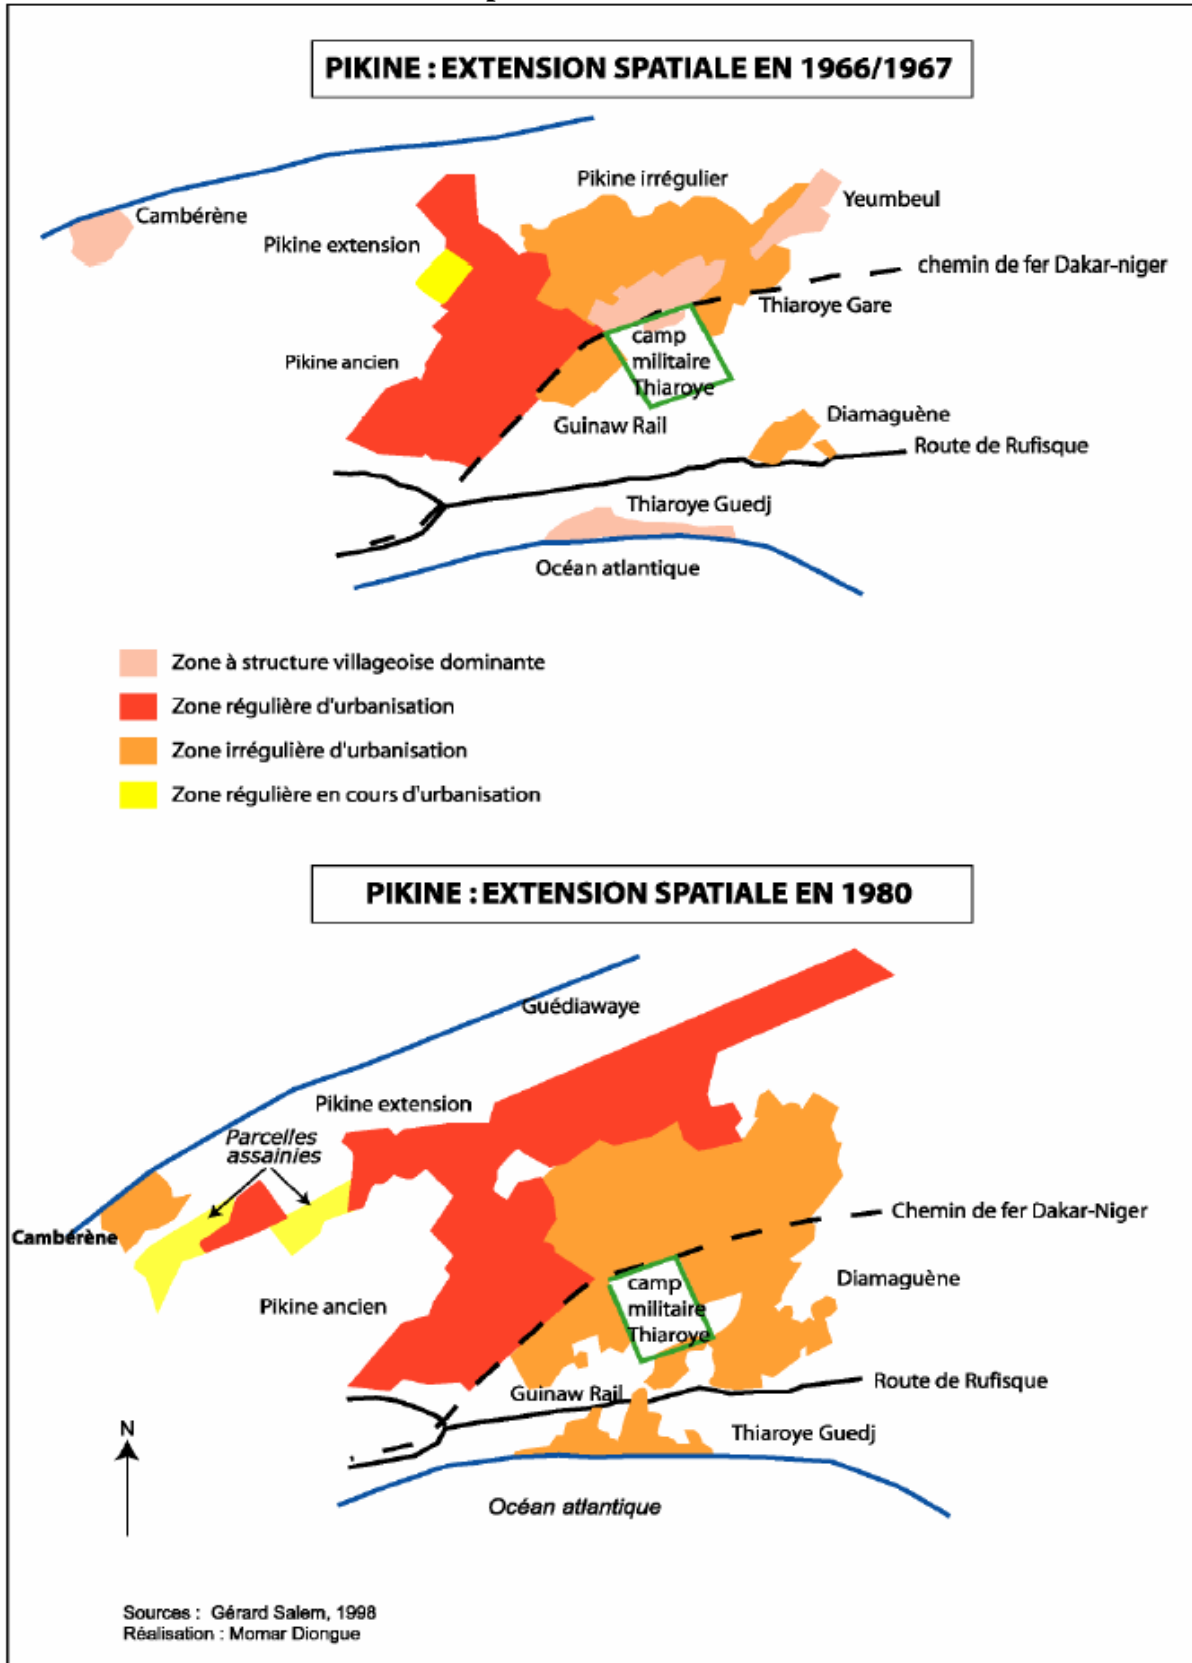 PIKINE : EXTENSION SPATIALE EN 1966/1967
Pikine irrégulier
Yeumbeul
Cambérène
Pikine extension
chemin de fer Dakar-niger
Thiaroye Gare
camp
militaire
Thiaroye
Pikine ancien
Diamaguène
Guinaw Rail
Route de Rufisque
Thiaroye Guedj
Océan atlantique
Zone à structure villageoise dominante
Zone régulière d'urbanisation
Zone irrégulière d'urbanisation
Zone régulière en cours d'urbanisation
PIKINE : EXTENSION SPATIALE EN 1980
Guédiawaye
Pikine extension
Parcelles
assainies
Cambérène
Chemin de fer Dakar-Niger
Diamaguène
camp
militaire
Thiaroye
Pikine ancien
Route de Rufisque
Guinaw Rail
Thiaroye Guedj
N
Océan atlantique
Sources : Gérard Salem, 1998
Réalisation : Momar Diongue